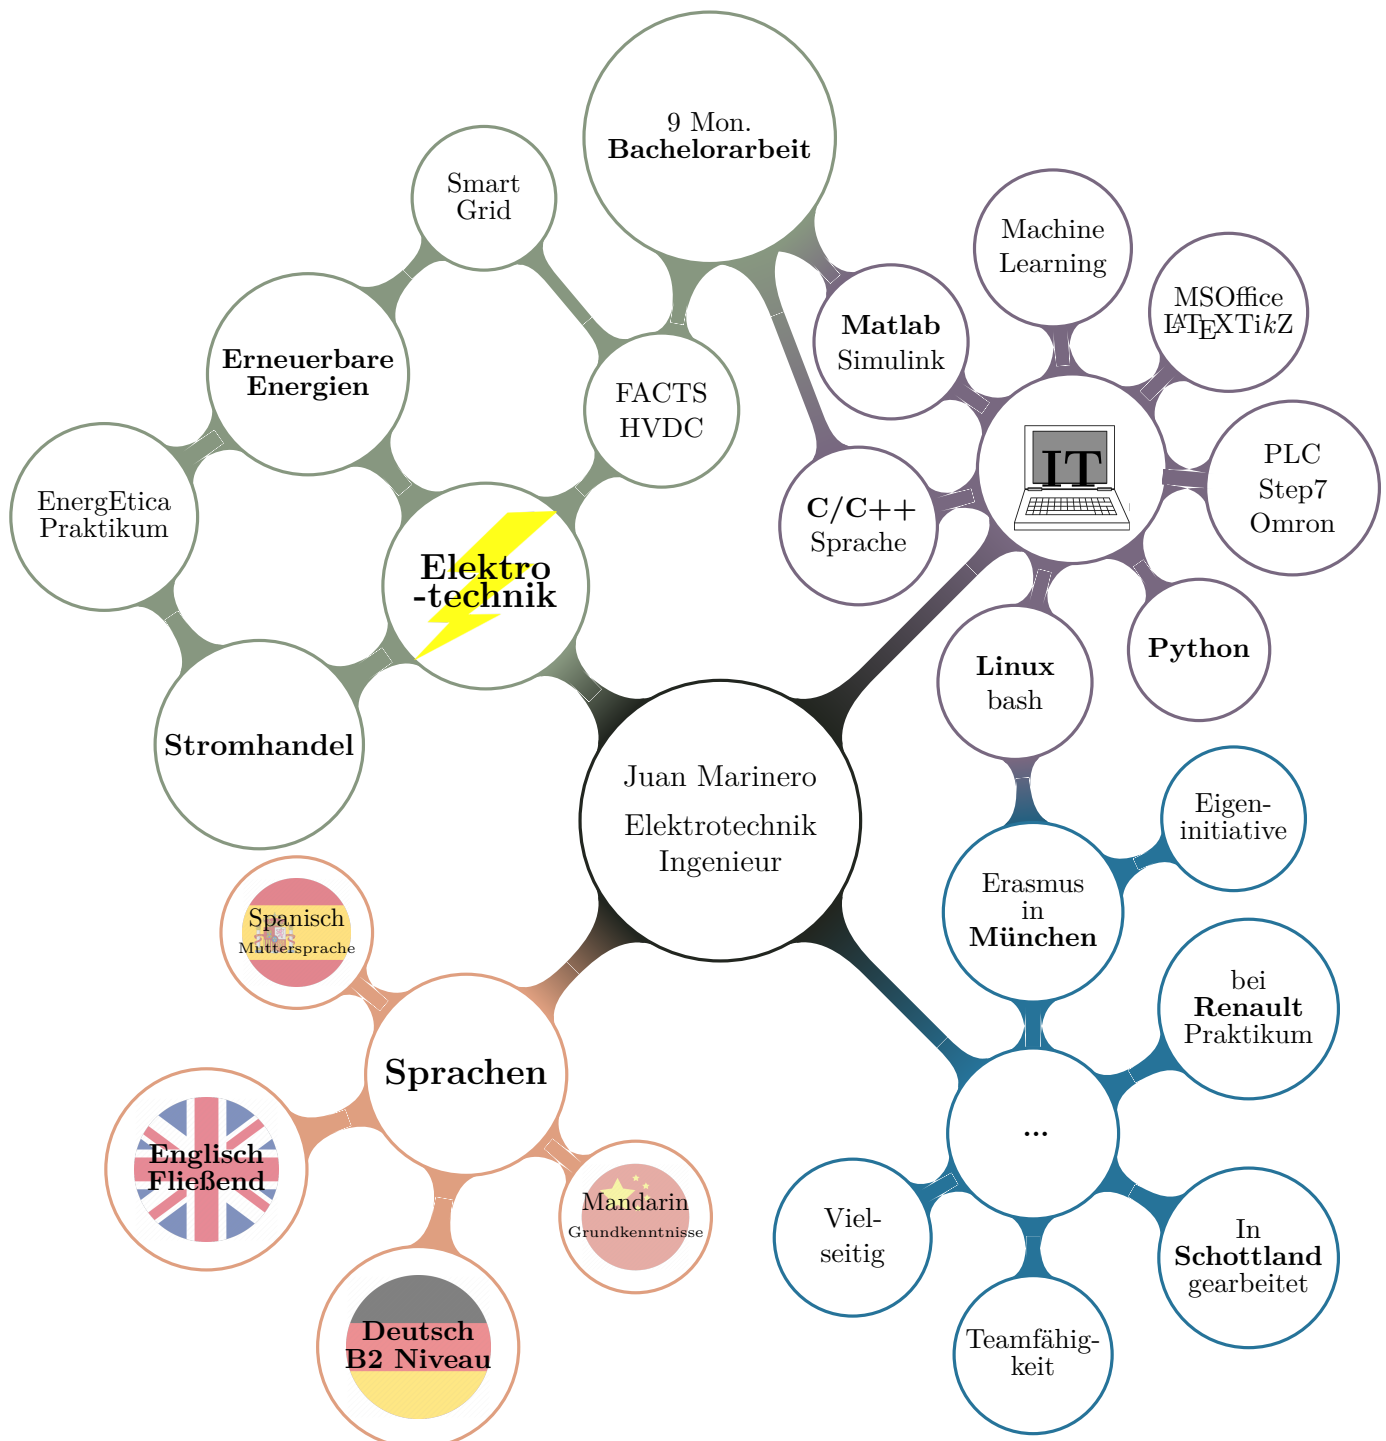 9 Mon.
Bachelorarbeit
Smart
Grid
Erneuerbare
Energien
FACTS
HVDC
EnergEtica
Praktikum
Elektro
-technik
Stromhandel
Machine
Learning
MSOffice
LATEXTikZ
Matlab
Simulink
IT
PLC
Step7
Omron
C/C++
Sprache
Python
Linux
bash
Juan Marinero
Elektrotechnik
Ingenieur
Eigen-
initiative
Erasmus
in
München
bei
Renault
Praktikum
...
In
Schottland
gearbeitet
Viel-
seitig
Teamfähig-
keit
Spanisch
Muttersprache
Sprachen
Englisch
Fließend
Mandarin
Grundkenntnisse
Deutsch
B2 Niveau